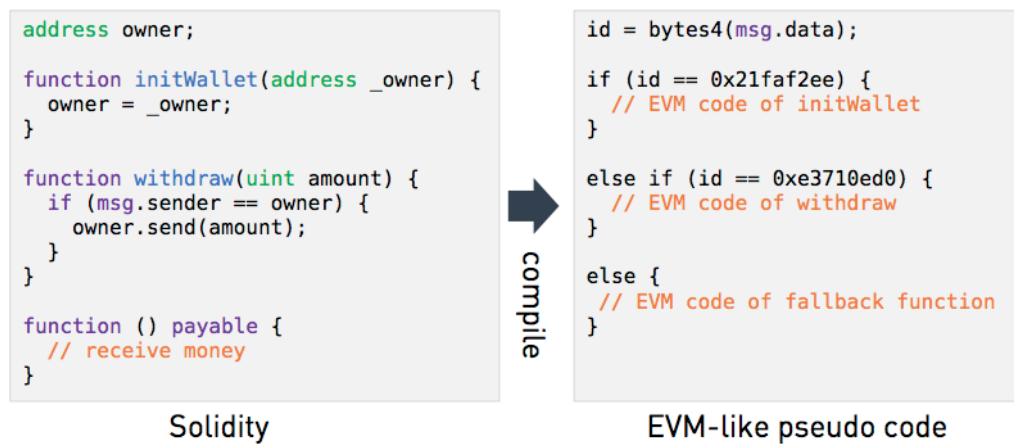 address owner;
function initWallet(address _owner) {
  owner = _owner;
}
function withdraw(uint amount) {
  if (msg.sender == owner) {
    owner.send(amount);
  }
}
function () payable {
  // receive money
}
Solidity
compile
id = bytes4(msg.data);
if (id == 0x21faf2ee) {
  // EVM code of initWallet
}
else if (id == 0xe3710ed0) {
  // EVM code of withdraw
}
else {
 // EVM code of fallback function
}
EVM-like pseudo code